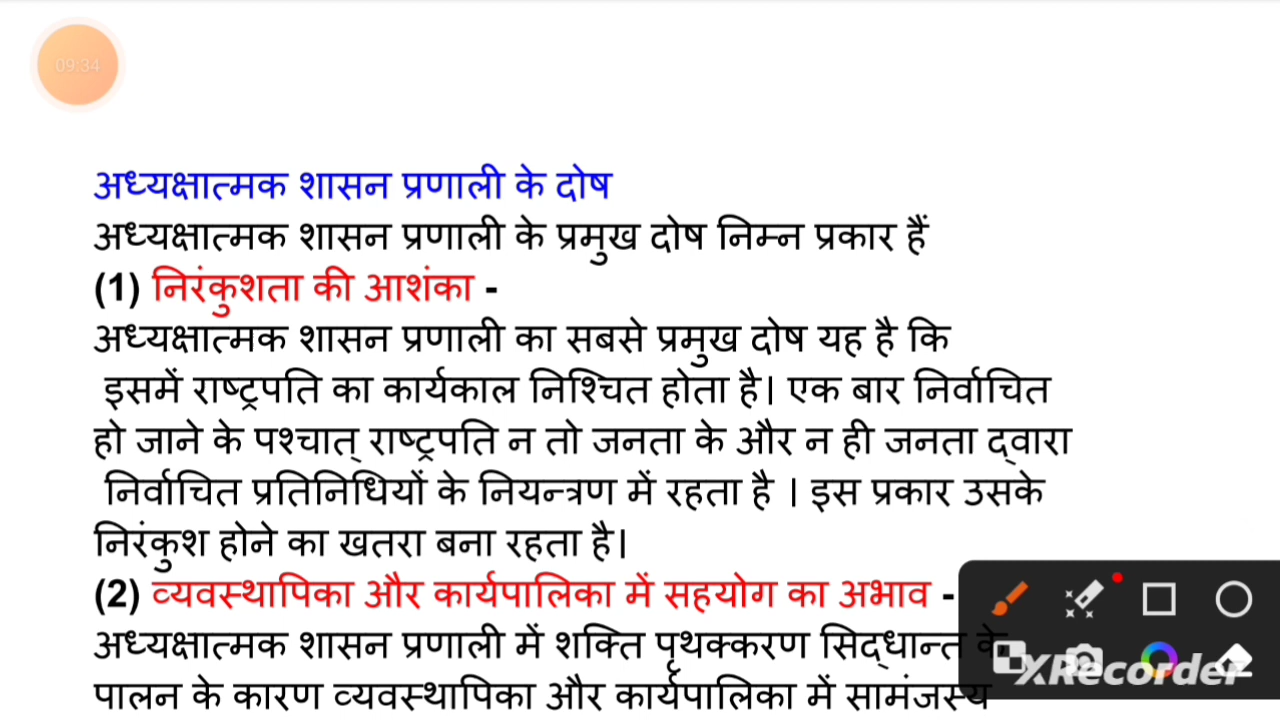 09:34
अध्यक्षात्मक शासन प्रणाली के दोष
अध्यक्षात्मक शासन प्रणाली के प्रमुख दोष निम्न प्रकार हैं
(1) निरंकुशता की आशंका -
अध्यक्षात्मक शासन प्रणाली का सबसे प्रमुख दोष यह है कि
इसमें राष्ट्रपति का कार्यकाल निश्चित होता है। एक बार निर्वाचित
हो जाने के पश्चात् राष्ट्रपति न तो जनता के और न ही जनता द्वारा
निर्वाचित प्रतिनिधियों के नियन्त्रण में रहता है । इस प्रकार उसके
निरंकुश होने का खतरा बना रहता है।
(2) व्यवस्थापिका और कार्यपालिका में सहयोग का अभाव -
अध्यक्षात्मक शासन प्रणाली में शक्ति पृथक्करण सिद्धान्त के
पालन के कारण व्यवस्थापिका और कार्यपालिका में सामंजस्य
XRecorder